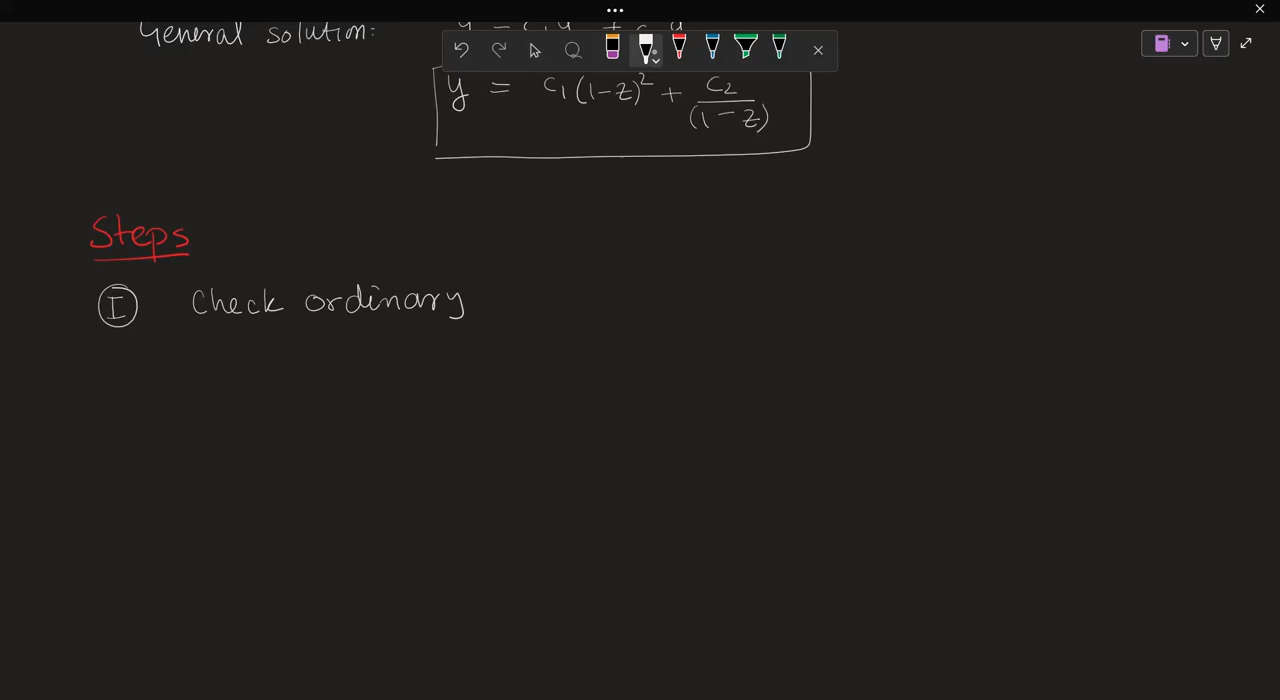 General solution:
y = c₁(1-z)² + c₂/(1-z)
Steps
I Check ordinary